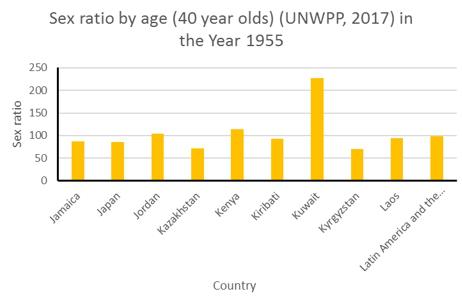 Sex ratio by age (40 year olds) (UNWPP, 2017) in
the Year 1955
250
200
150
100
50
0
Sex ratio
Jamaica
Japan
Jordan
Kazakhstan
Kenya
Kiribati
Kuwait
Kyrgyzstan
Laos
Latin America and the...
Country